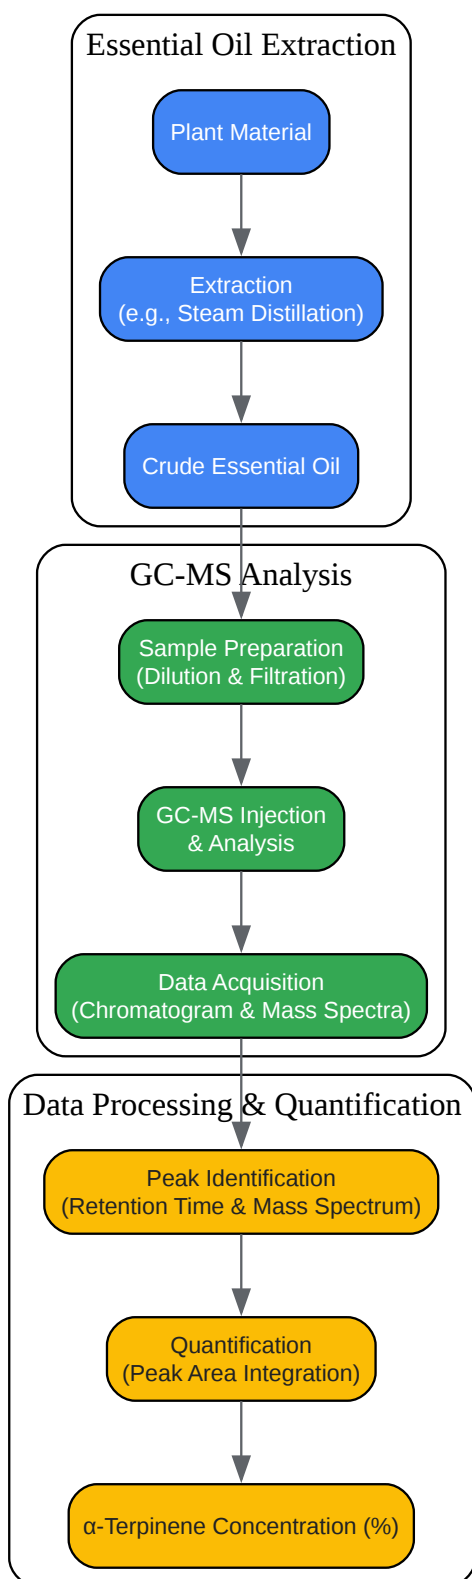 Essential Oil Extraction
Plant Material
Extraction
(e.g., Steam Distillation)
Crude Essential Oil
GC-MS Analysis
Sample Preparation
(Dilution & Filtration)
GC-MS Injection
& Analysis
Data Acquisition
(Chromatogram & Mass Spectra)
Data Processing & Quantification
Peak Identification
(Retention Time & Mass Spectrum)
Quantification
(Peak Area Integration)
α-Terpinene Concentration (%)